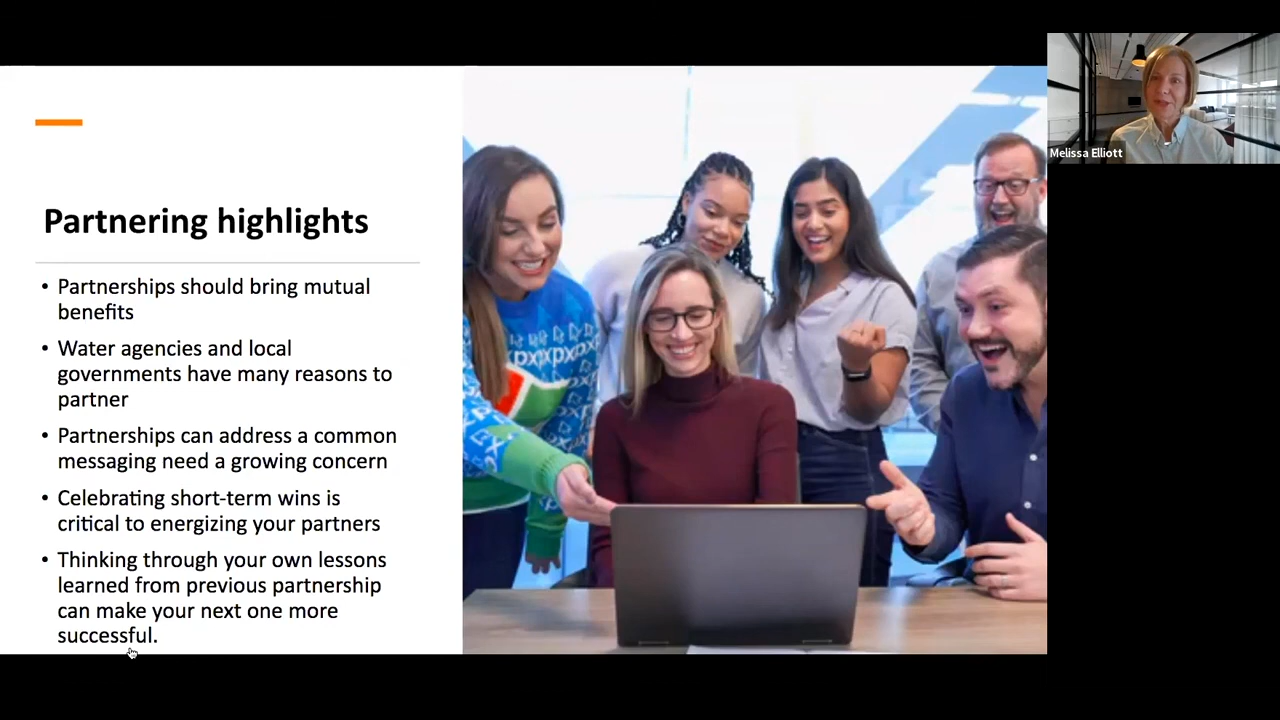 Partnering highlights
• Partnerships should bring mutual
benefits
• Water agencies and local
governments have many reasons to
partner
• Partnerships can address a common
messaging need a growing concern
• Celebrating short-term wins is
critical to energizing your partners
• Thinking through your own lessons
learned from previous partnership
can make your next one more
successful.
Melissa Elliott